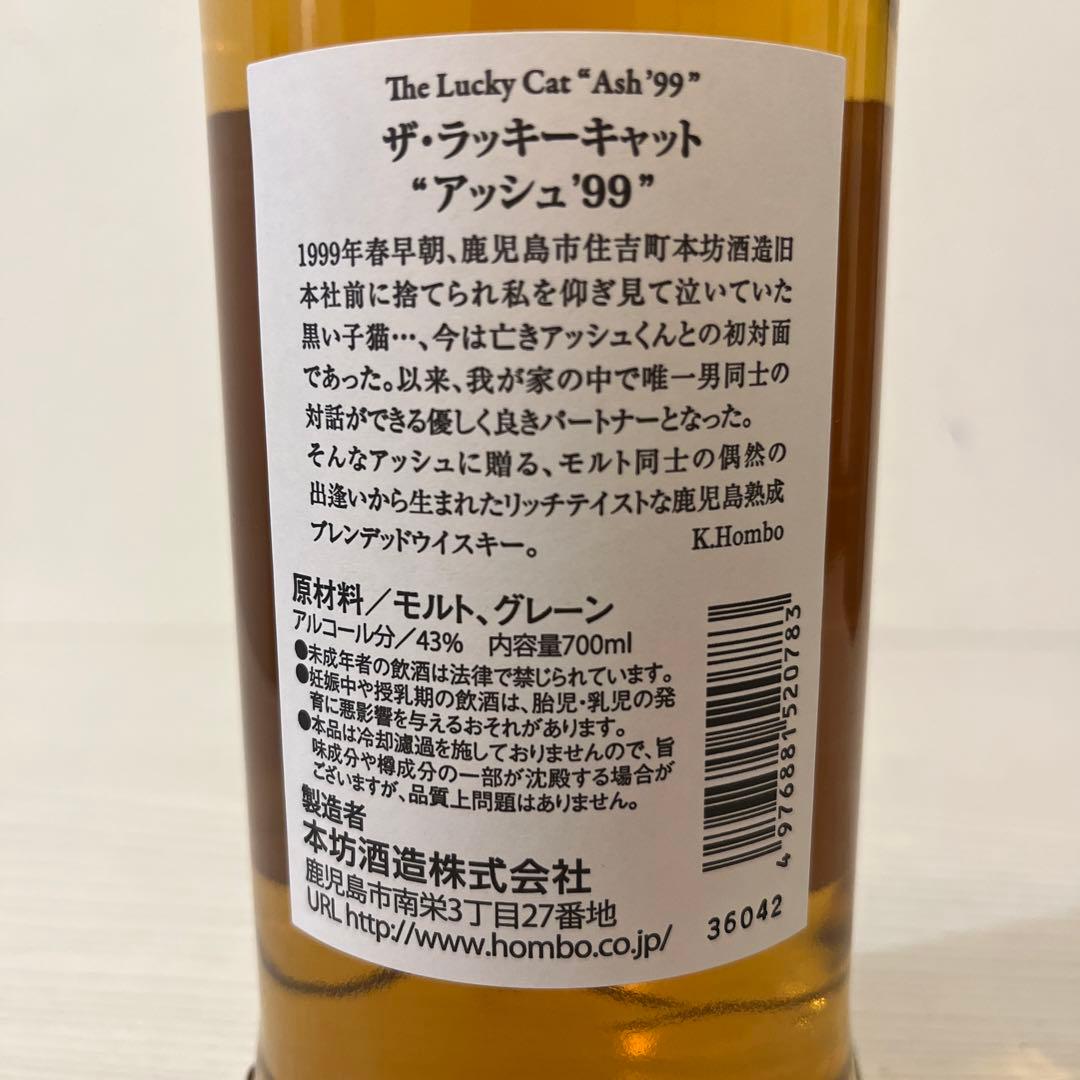 The Lucky Cat “Ash ’99”
ザ・ラッキーキャット
“アッシュ’99”
1999年春早朝、鹿児島市住吉町本坊酒造旧
本社前に捨てられ私を仰ぎ見て泣いていた
黒い子猫…、今は亡きアッシュくんとの初対面
であった。以来、我が家の中で唯一男同士の
対話ができる優しく良きパートナーとなった。
そんなアッシュに贈る、モルト同士の偶然の
出逢いから生まれたリッチテイストな鹿児島熟成
ブレンデッドウイスキー。 K.Hombo
原材料／モルト、グレーン
アルコール分／43% 内容量700ml
●未成年者の飲酒は法律で禁じられています。
●妊娠中や授乳期の飲酒は、胎児・乳児の発
育に悪影響を与えるおそれがあります。
●本品は冷却濾過を施しておりませんので、旨
味成分や樽成分の一部が沈殿する場合が
ございますが、品質上問題はありません。
製造者
本坊酒造株式会社
鹿児島市南栄3丁目27番地
URL http://www.hombo.co.jp/
4976881520783
36042